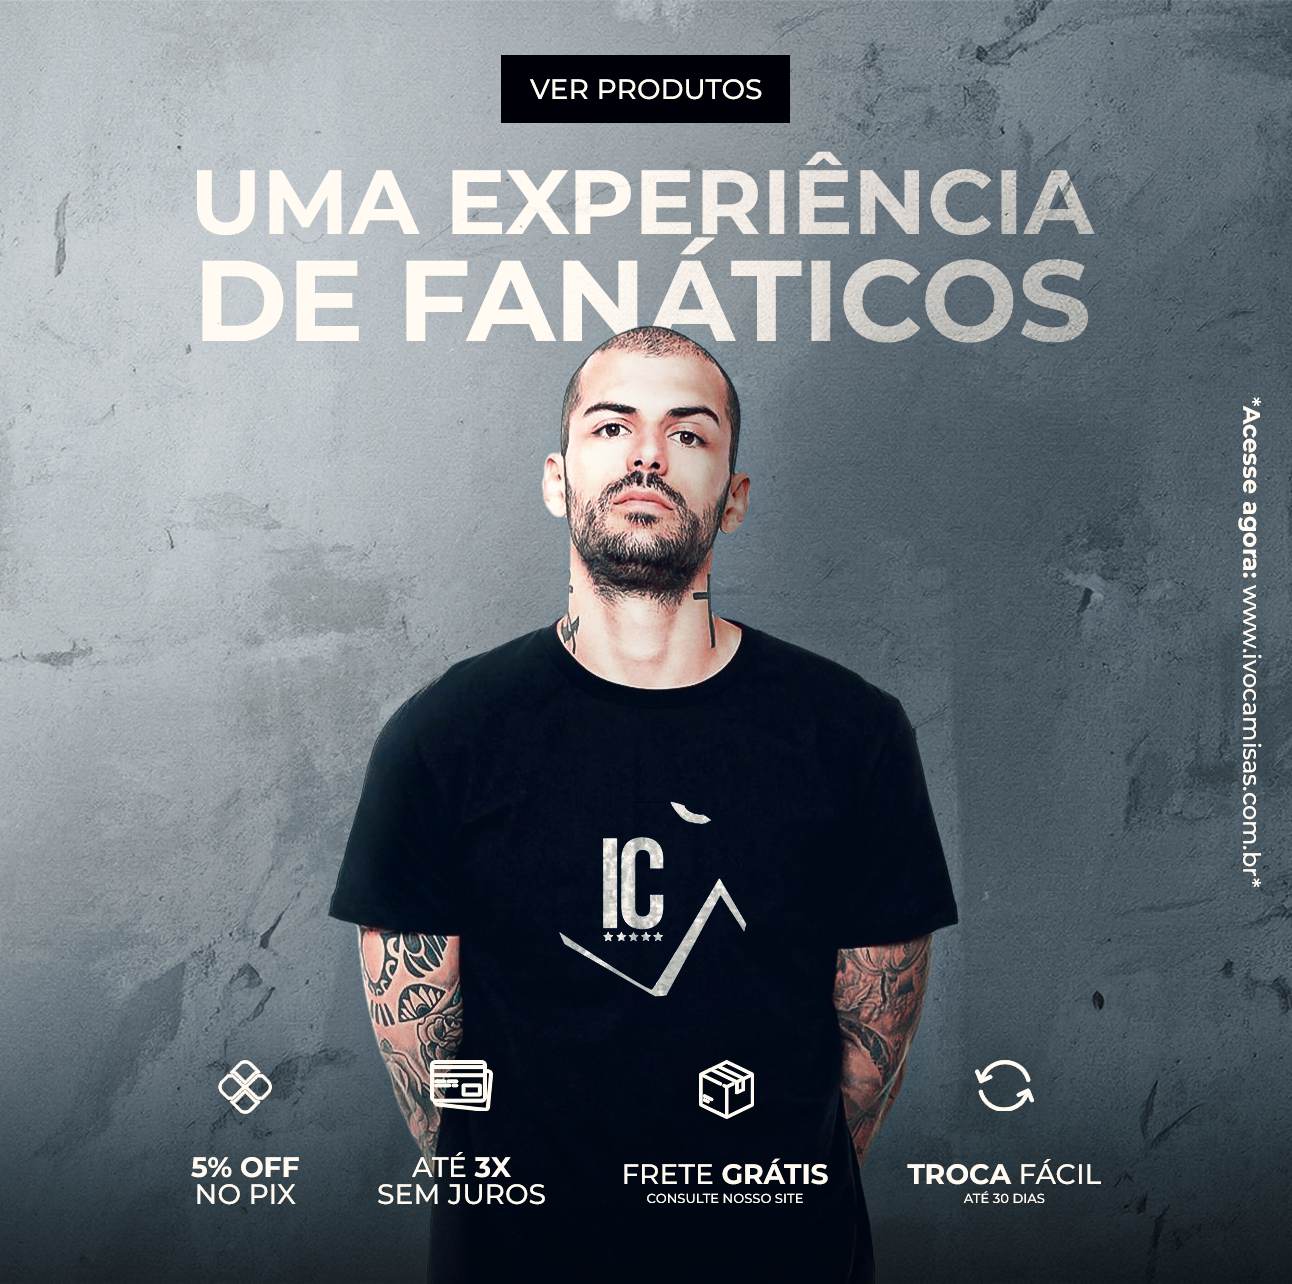 VER PRODUTOS
UMA EXPERIÊNCIA
DE FANÁTICOS
*Acesse agora: www.ivocamisas.com.br*
IC
5% OFF
NO PIX
ATÉ 3X
SEM JUROS
FRETE GRÁTIS
CONSULTE NOSSO SITE
TROCA FÁCIL
ATÉ 30 DIAS